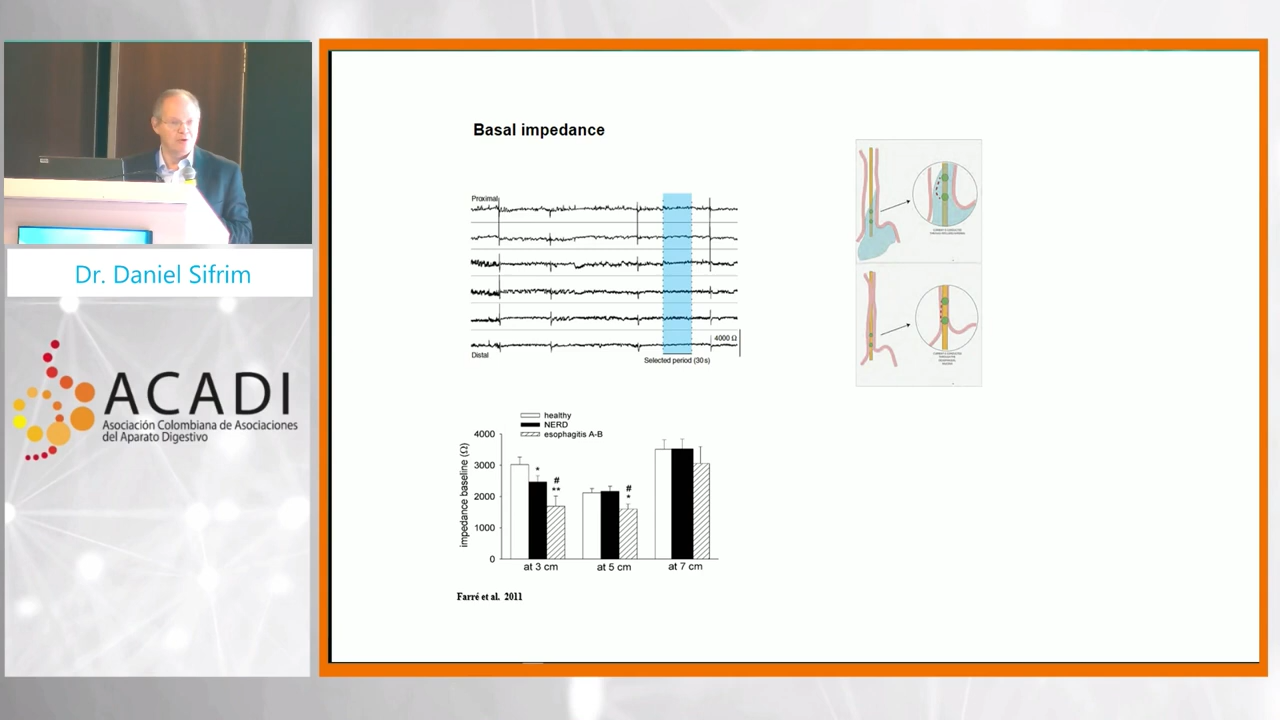 Dr. Daniel Sifrim
ACADI
Asociación Colombiana de Asociaciones
del Aparato Digestivo
Basal impedance
Proximal
4000 Ω
Distal
Selected period (30 s)
healthy
NERD
esophagitis A-B
impedance baseline (Ω)
4000
3000
2000
1000
0
*
#
**
#
*
at 3 cm
at 5 cm
at 7 cm
Farré et al. 2011